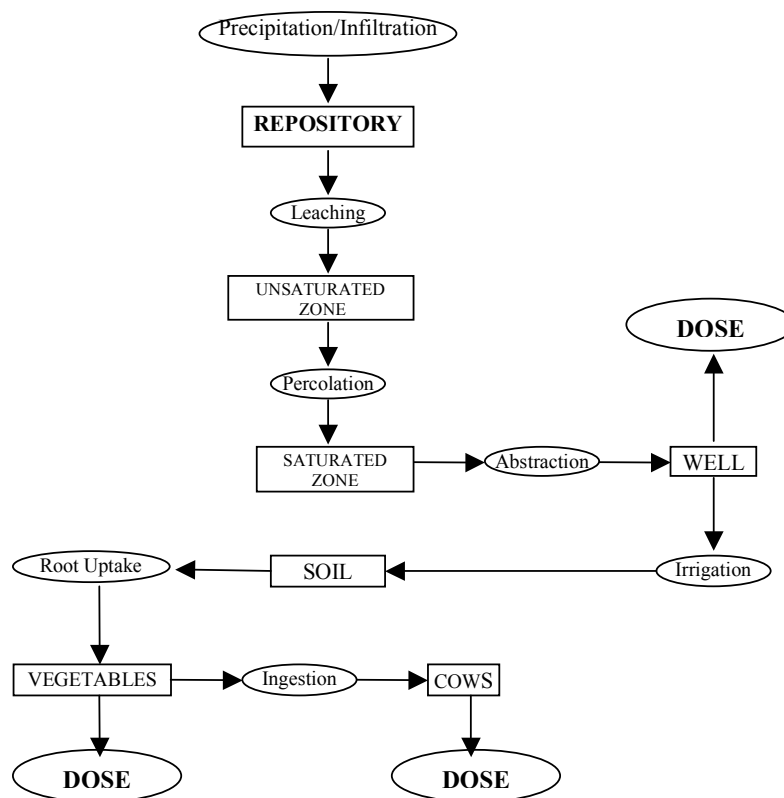 Precipitation/Infiltration
REPOSITORY
Leaching
UNSATURATED
ZONE
DOSE
Percolation
SATURATED
ZONE
Abstraction
WELL
Root Uptake
SOIL
Irrigation
VEGETABLES
Ingestion
COWS
DOSE
DOSE